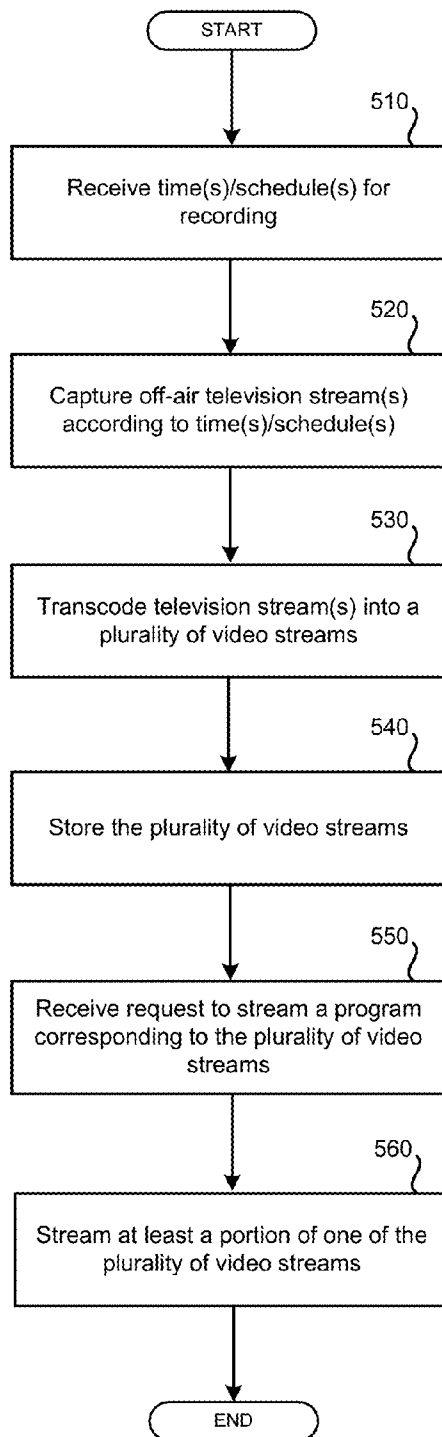 START
510
Receive time(s)/schedule(s) for
recording
520
Capture off-air television stream(s)
according to time(s)/schedule(s)
530
Transcode television stream(s) into a
plurality of video streams
540
Store the plurality of video streams
550
Receive request to stream a program
corresponding to the plurality of video
streams
560
Stream at least a portion of one of the
plurality of video streams
END